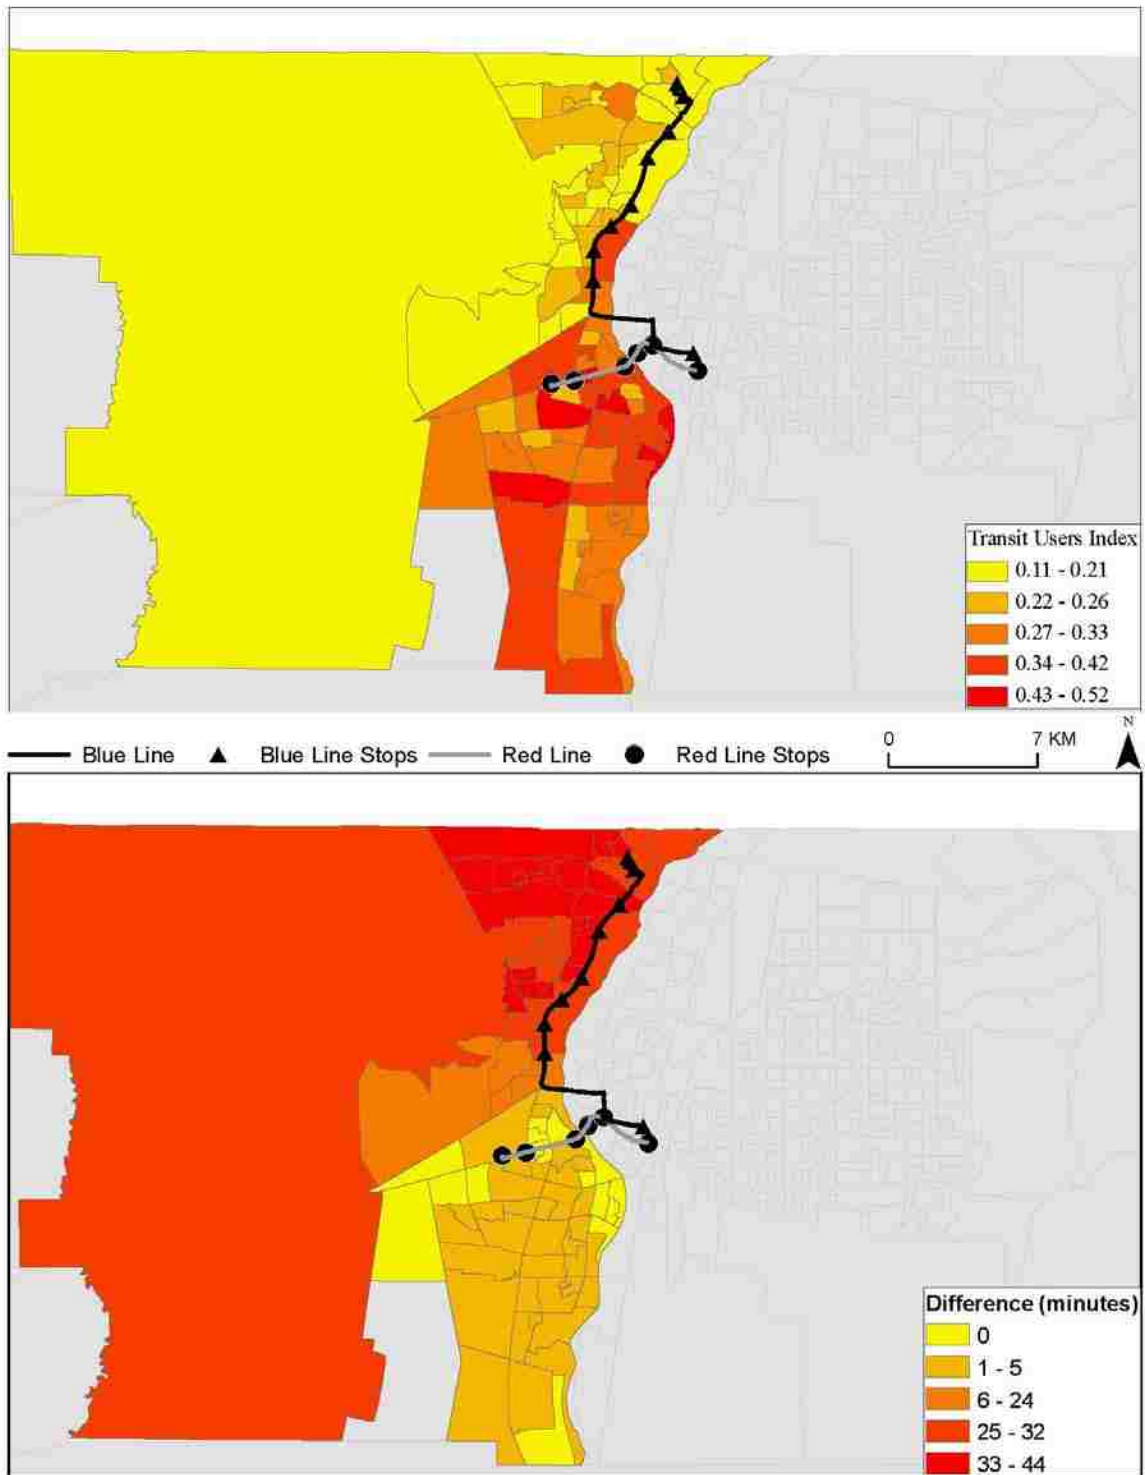 Transit Users Index
0.11 - 0.21
0.22 - 0.26
0.27 - 0.33
0.34 - 0.42
0.43 - 0.52
Blue Line Blue Line Stops Red Line Red Line Stops 0 7 KM N
Difference (minutes)
0
1 - 5
6 - 24
25 - 32
33 - 44